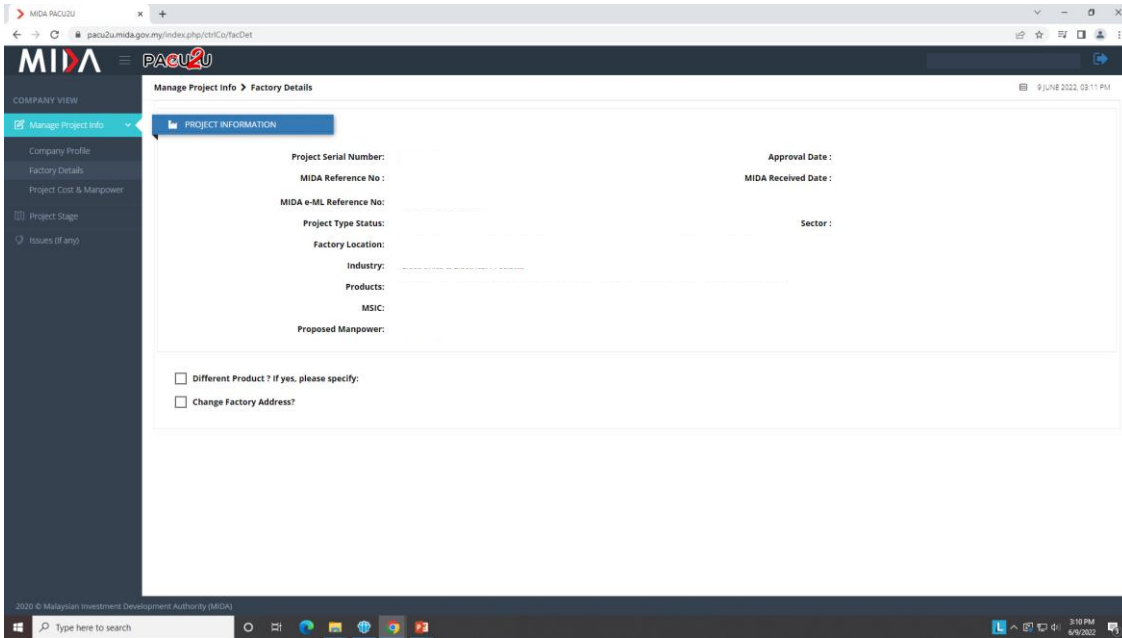 MIDA PACU2U
pacu2u.mida.gov.my/index.php/ctrlCo/facDet
MIDA PACU2U
Manage Project Info > Factory Details
9 JUNE 2022, 03:11 PM
COMPANY VIEW
Manage Project Info
Company Profile
Factory Details
Project Cost & Manpower
Project Stage
Issues (if any)
PROJECT INFORMATION
Project Serial Number: Approval Date :
MIDA Reference No : MIDA Received Date :
MIDA e-ML Reference No:
Project Type Status: Sector :
Factory Location:
Industry:
Products:
MSIC:
Proposed Manpower:
Different Product ? If yes, please specify:
Change Factory Address?
2020 © Malaysian Investment Development Authority (MIDA)
Type here to search
L
3:10 PM
6/9/2022